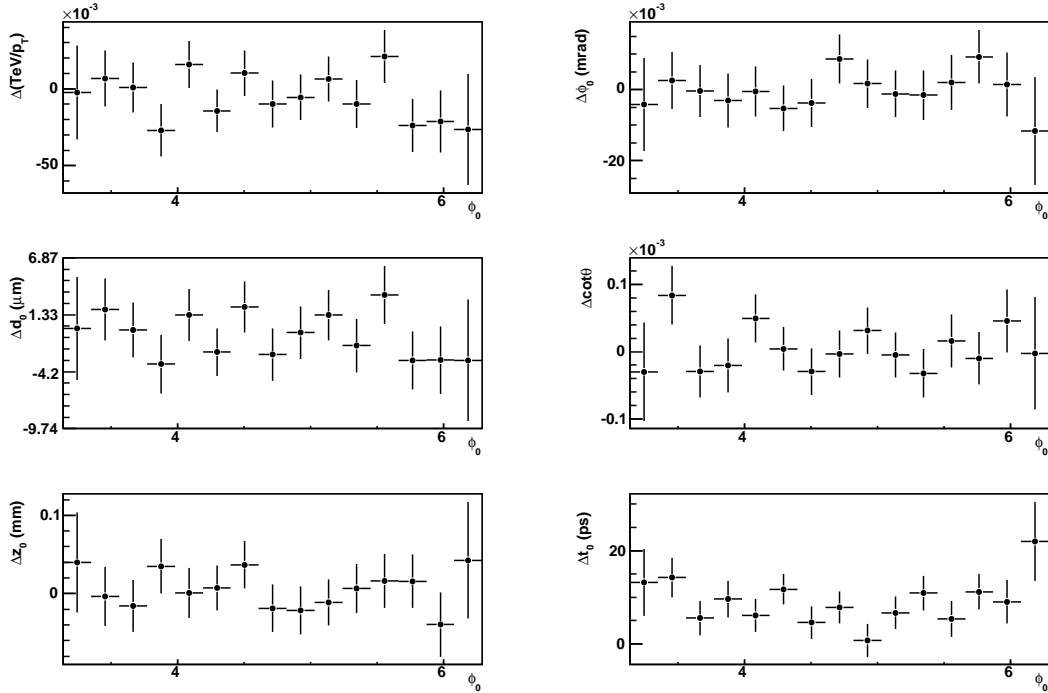 ×10⁻³
Δ(TeV/p_T)
0
-50
4
6
ϕ₀
×10⁻³
Δϕ₀ (mrad)
0
-20
4
6
ϕ₀
Δd₀ (μm)
6.87
1.33
-4.2
-9.74
4
6
ϕ₀
×10⁻³
Δcotθ
0.1
0
-0.1
4
6
ϕ₀
Δz₀ (mm)
0.1
0
4
6
ϕ₀
Δt₀ (ps)
20
0
4
6
ϕ₀